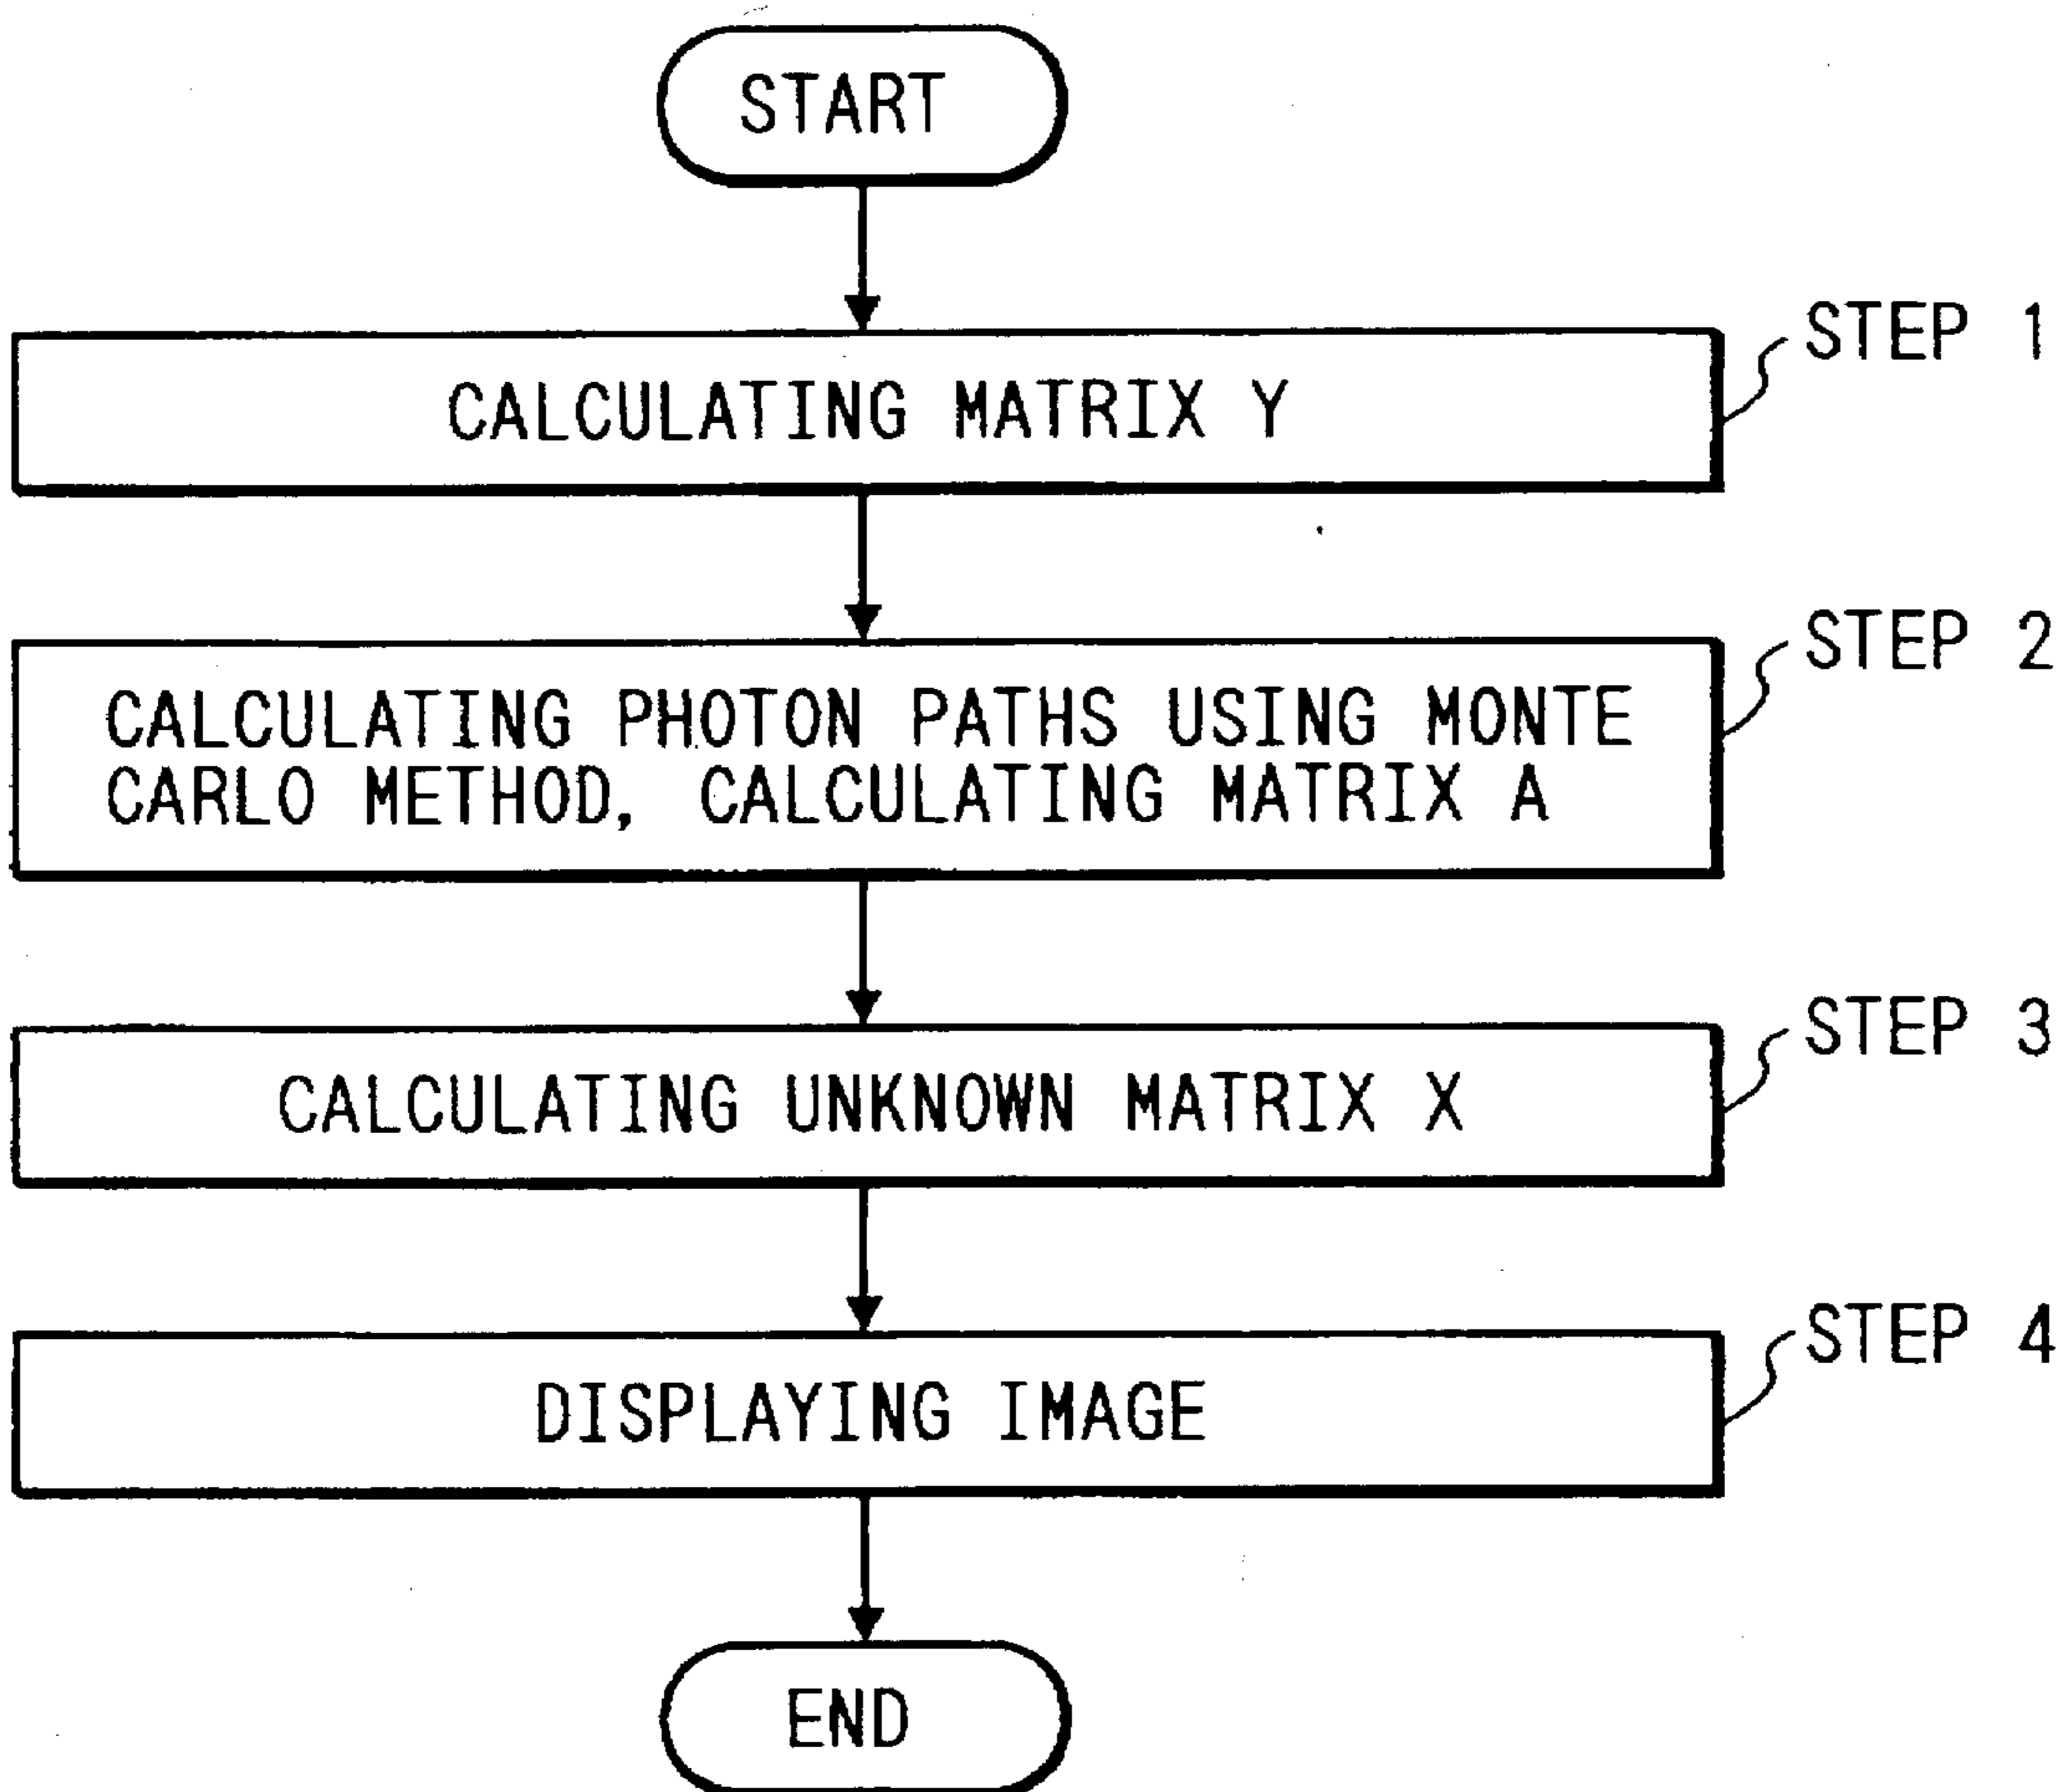 START
STEP 1
CALCULATING MATRIX Y
STEP 2
CALCULATING PHOTON PATHS USING MONTE
CARLO METHOD, CALCULATING MATRIX A
STEP 3
CALCULATING UNKNOWN MATRIX X
STEP 4
DISPLAYING IMAGE
END